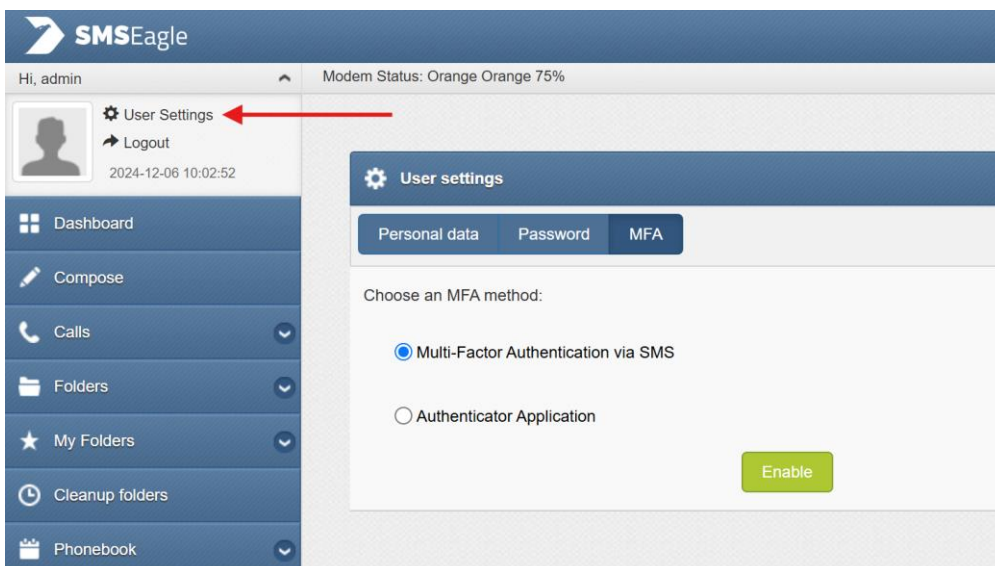 SMSEagle
Hi, admin
Modem Status: Orange Orange 75%
User Settings
Logout
2024-12-06 10:02:52
User settings
Personal data Password MFA
Dashboard
Compose
Calls
Folders
My Folders
Cleanup folders
Phonebook
Choose an MFA method:
Multi-Factor Authentication via SMS
Authenticator Application
Enable